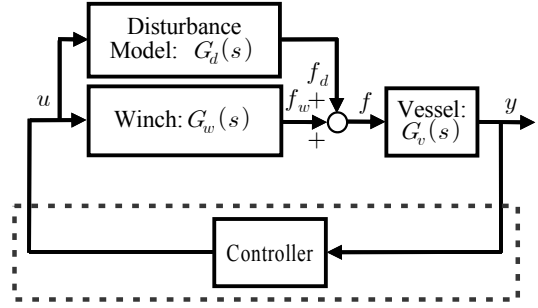 Disturbance
Model: G_d(s)
u
f_d
f_w
+
f
Vessel:
y
Winch: G_w(s)
+
G_v(s)
Controller